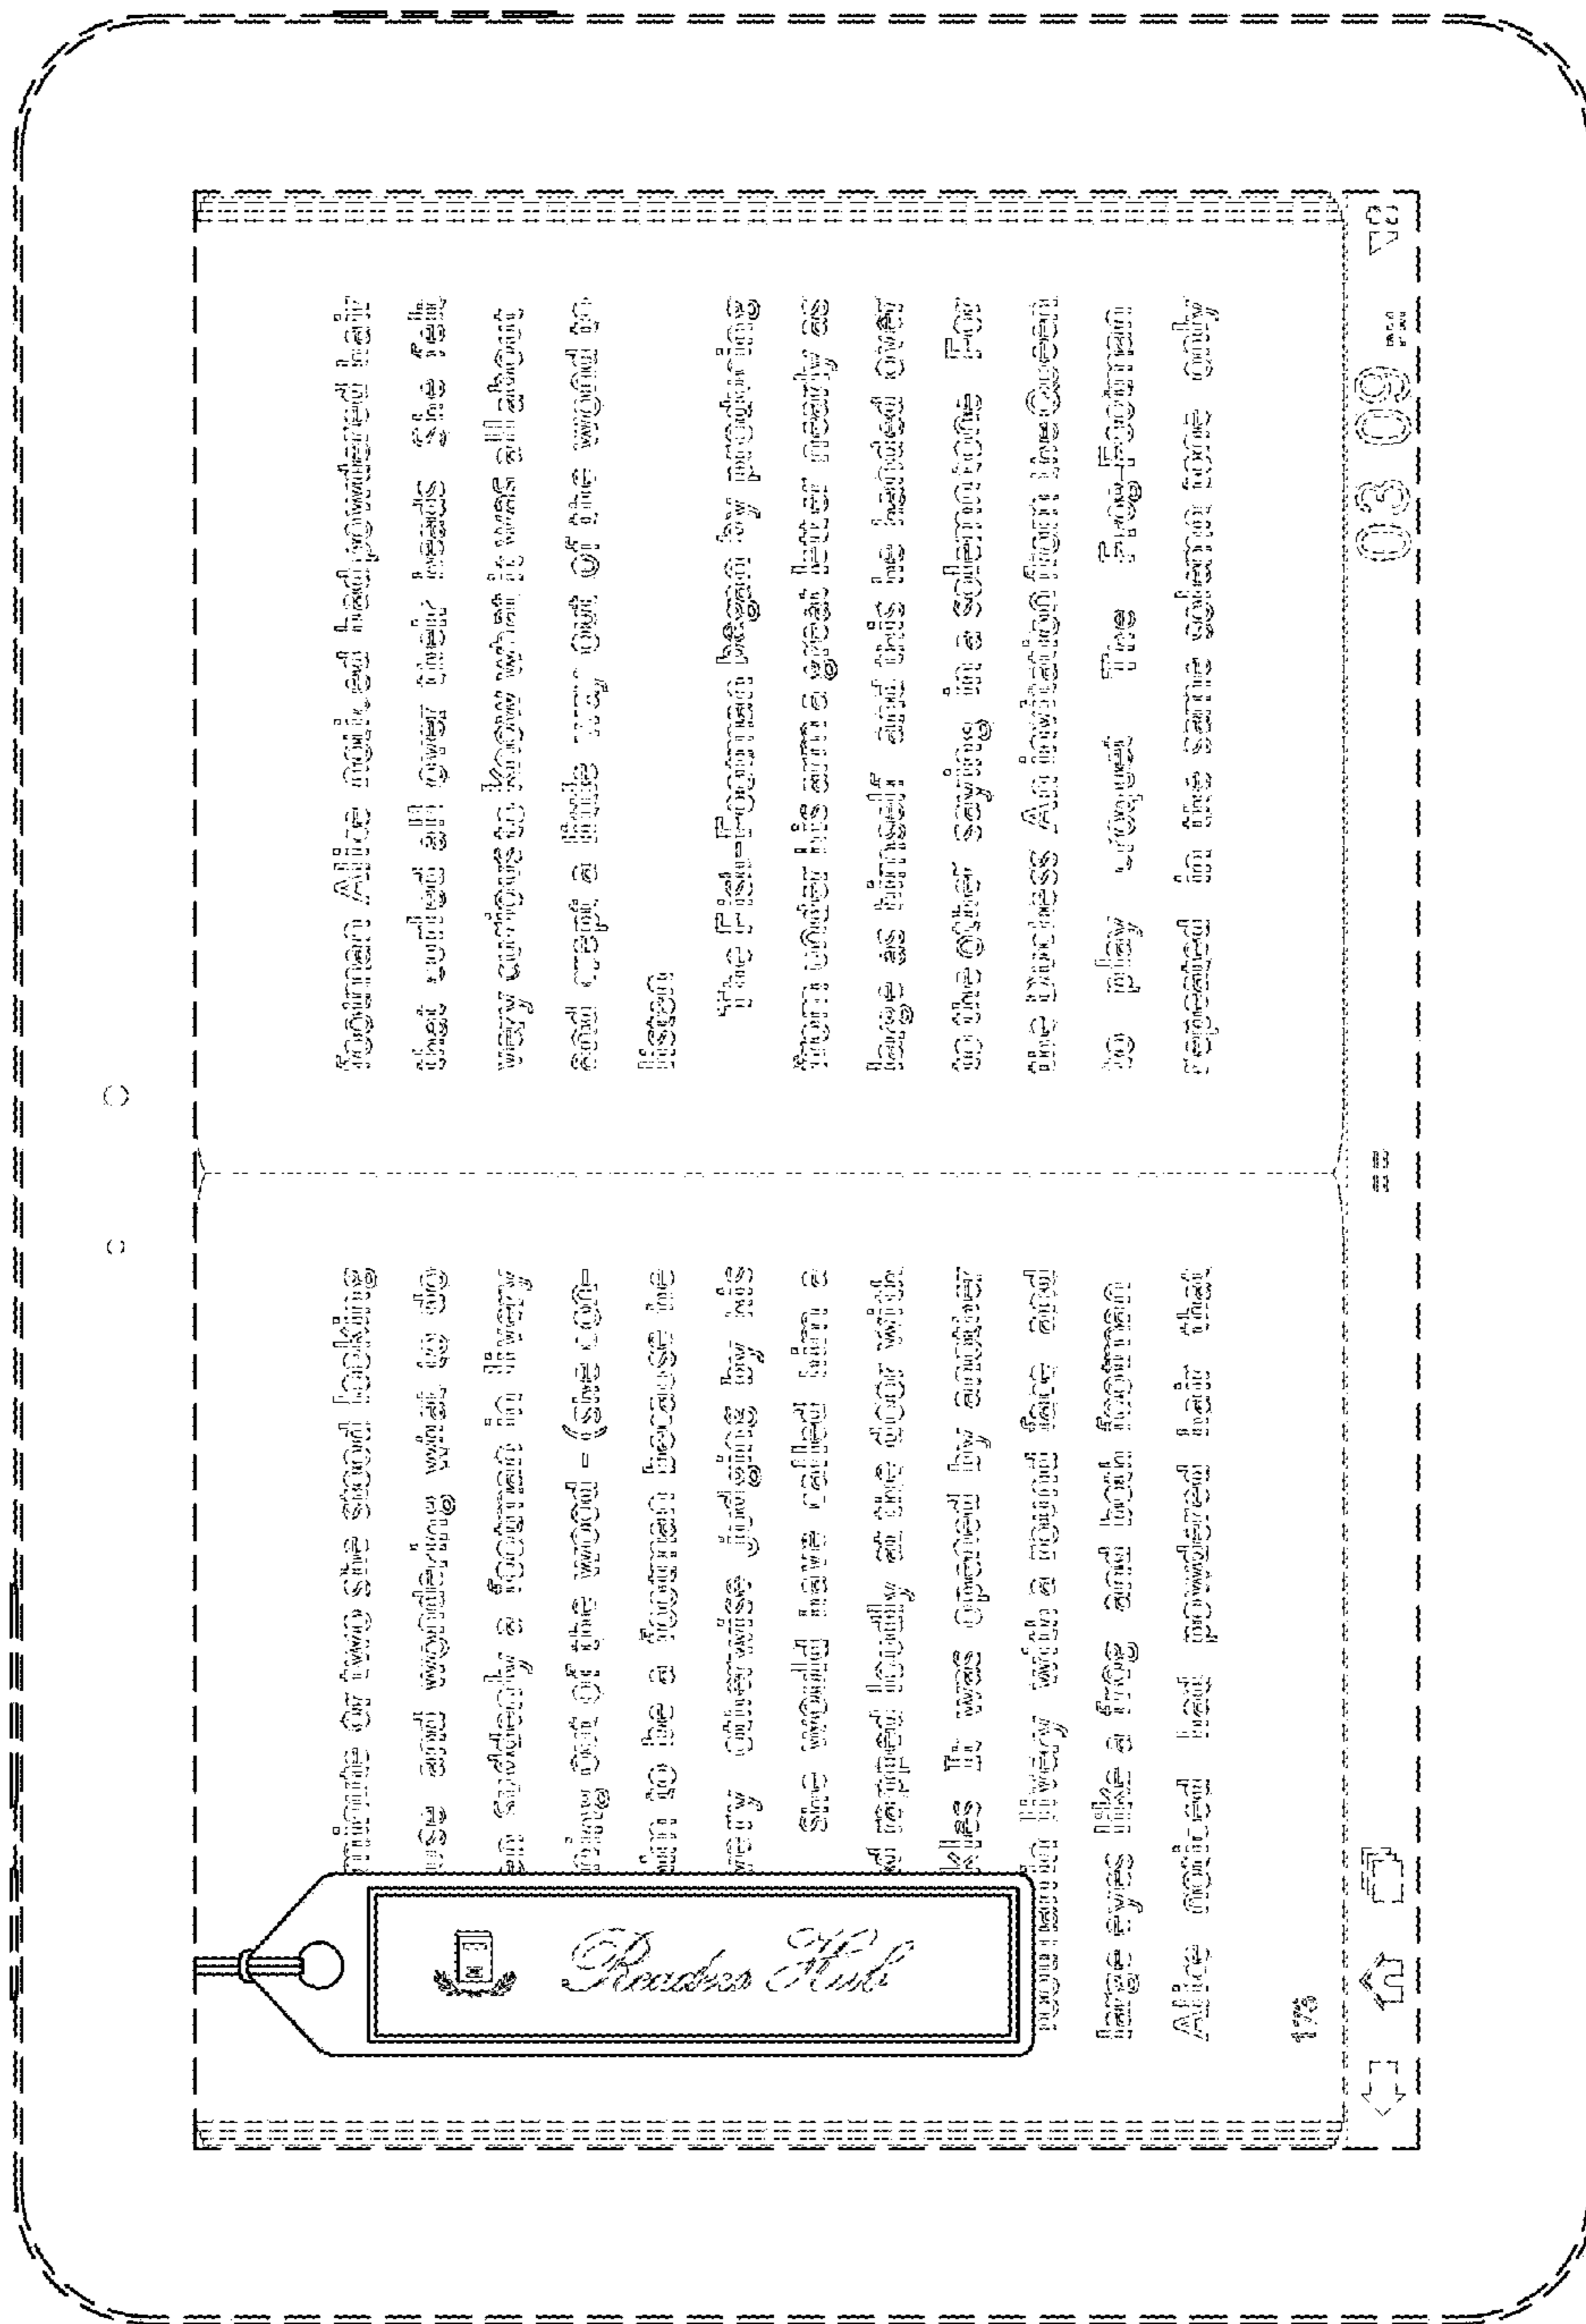 minute or two she stood looking
use and wondering what to do
en suddenly a footman in livery
ning out of the wood - (she con-
im to be a footman because he
very otherwise judging by his
She would have called him a
d rapped loudly at the door with
kles It was opened by another
footman in livery with a round face and
large eyes like a frog and both footman
Alice noticed had powdered hair that
176
Readers Hub
footman Alice noticed had powdered hair
that curled all over their heads She felt
very curious to know what it was all about
and crept a little way out of the wood to
listen
The Fish-Footman began by producing
from under his arm a great letter nearly as
large as himself and this he handed over
to the other saying in a solemn tone For
the Duchess An invitation from the Queen
to play croquet The Frog-Footman
repeated in the same solemn tone only
03 09